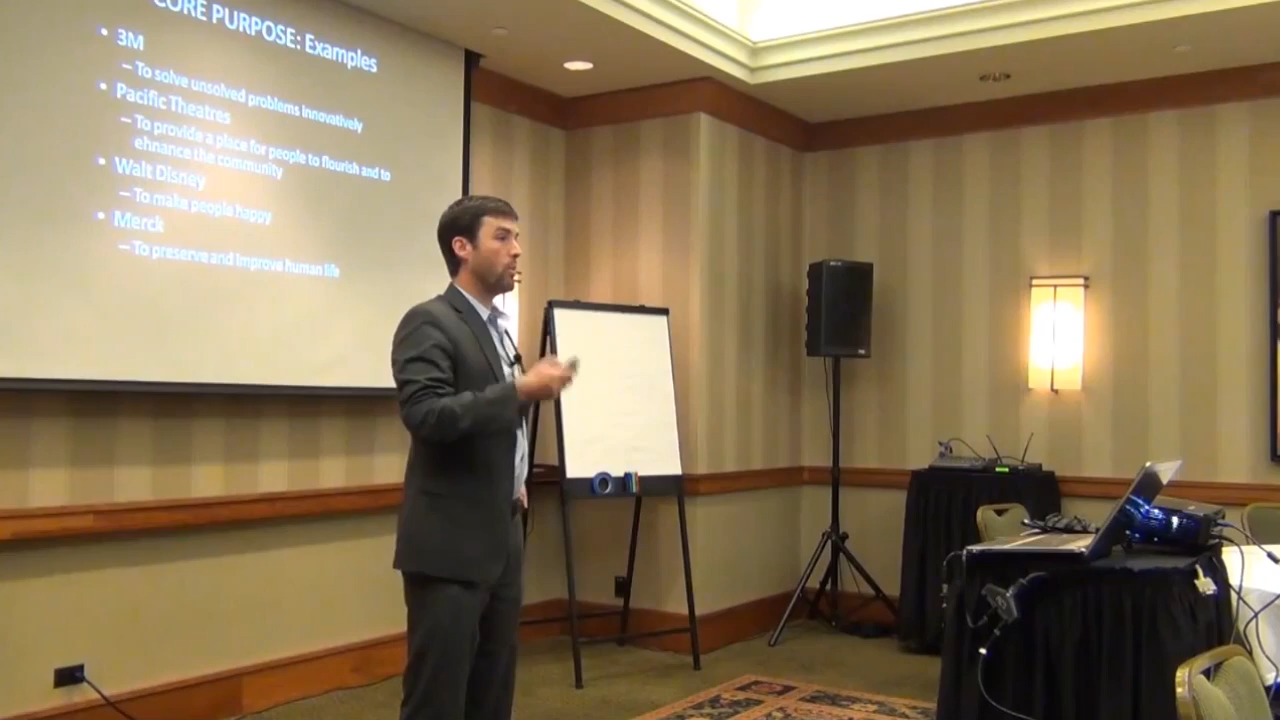 CORE PURPOSE: Examples
• 3M
– To solve unsolved problems innovatively
• Pacific Theatres
– To provide a place for people to flourish and to
ehnance the community
• Walt Disney
– To make people happy
• Merck
– To preserve and improve human life